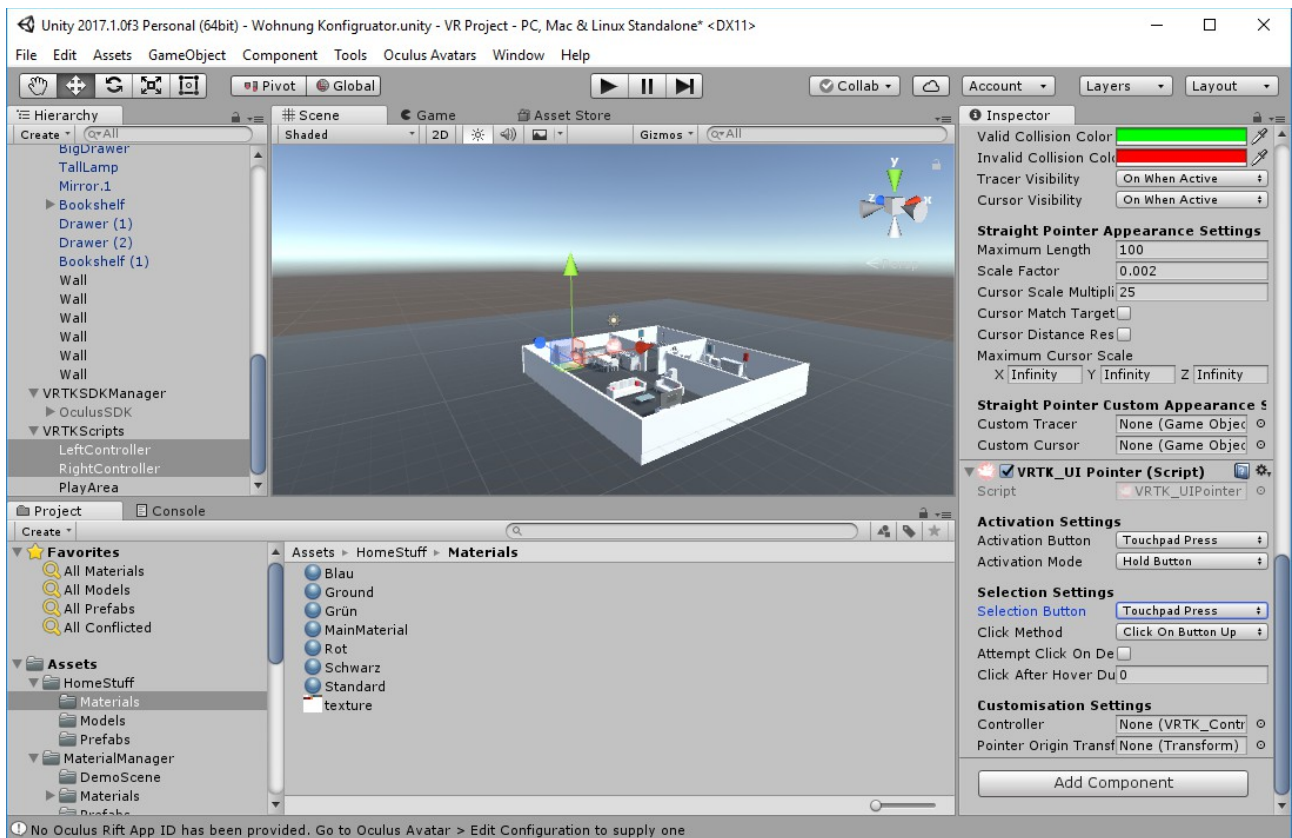 Unity 2017.1.0f3 Personal (64bit) - Wohnung Konfigruator.unity - VR Project - PC, Mac & Linux Standalone* <DX11>
File Edit Assets GameObject Component Tools Oculus Avatars Window Help
Pivot Global Collab Account Layers Layout
Hierarchy
Create All
BigDrawer
TallLamp
Mirror.1
Bookshelf
Drawer (1)
Drawer (2)
Bookshelf (1)
Wall
Wall
Wall
Wall
Wall
Wall
VRTKSDKManager
OculusSDK
VRTKScripts
LeftController
RightController
PlayArea
Scene Game Asset Store
Shaded 2D Gizmos All
y
z x
Persp
Inspector
Valid Collision Color
Invalid Collision Colo
Tracer Visibility On When Active
Cursor Visibility On When Active
Straight Pointer Appearance Settings
Maximum Length 100
Scale Factor 0.002
Cursor Scale Multipli 25
Cursor Match Target
Cursor Distance Res
Maximum Cursor Scale
X Infinity Y Infinity Z Infinity
Straight Pointer Custom Appearance S
Custom Tracer None (Game Objec
Custom Cursor None (Game Objec
VRTK_UI Pointer (Script)
Script VRTK_UIPointer
Activation Settings
Activation Button Touchpad Press
Activation Mode Hold Button
Selection Settings
Selection Button Touchpad Press
Click Method Click On Button Up
Attempt Click On De
Click After Hover Du 0
Customisation Settings
Controller None (VRTK_Contr
Pointer Origin Transf None (Transform)
Add Component
Project Console
Create
Favorites
All Materials
All Models
All Prefabs
All Conflicted
Assets
HomeStuff
Materials
Models
Prefabs
MaterialManager
DemoScene
Materials
Prefabs
Assets HomeStuff Materials
Blau
Ground
Grün
MainMaterial
Rot
Schwarz
Standard
texture
No Oculus Rift App ID has been provided. Go to Oculus Avatar > Edit Configuration to supply one